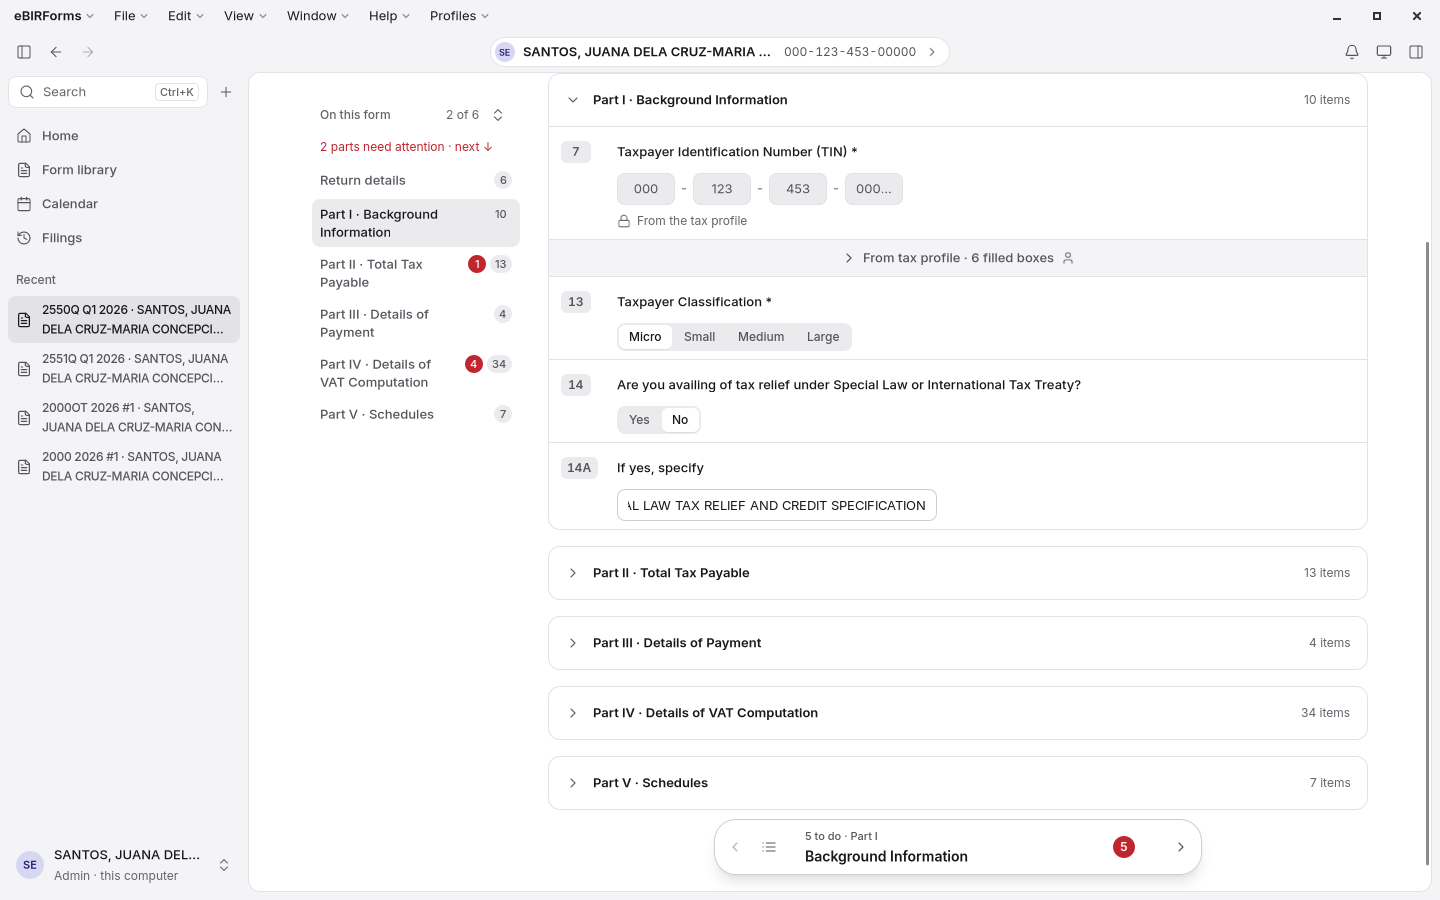 eBIRForms File Edit View Window Help Profiles
SE SANTOS, JUANA DELA CRUZ-MARIA ... 000-123-453-00000
Search Ctrl+K
Home
Form library
Calendar
Filings
Recent
2550Q Q1 2026 · SANTOS, JUANA
DELA CRUZ-MARIA CONCEPCI...
2551Q Q1 2026 · SANTOS, JUANA
DELA CRUZ-MARIA CONCEPCI...
2000OT 2026 #1 · SANTOS,
JUANA DELA CRUZ-MARIA CON...
2000 2026 #1 · SANTOS, JUANA
DELA CRUZ-MARIA CONCEPCI...
SE SANTOS, JUANA DEL...
Admin · this computer
On this form 2 of 6
2 parts need attention · next ↓
Return details 6
Part I · Background 10
Information
Part II · Total Tax 1 13
Payable
Part III · Details of 4
Payment
Part IV · Details of 4 34
VAT Computation
Part V · Schedules 7
Part I · Background Information 10 items
7 Taxpayer Identification Number (TIN) *
000 - 123 - 453 - 000...
From the tax profile
From tax profile · 6 filled boxes
13 Taxpayer Classification *
Micro Small Medium Large
14 Are you availing of tax relief under Special Law or International Tax Treaty?
Yes No
14A If yes, specify
AL LAW TAX RELIEF AND CREDIT SPECIFICATION
Part II · Total Tax Payable 13 items
Part III · Details of Payment 4 items
Part IV · Details of VAT Computation 34 items
Part V · Schedules 7 items
5 to do · Part I
Background Information 5